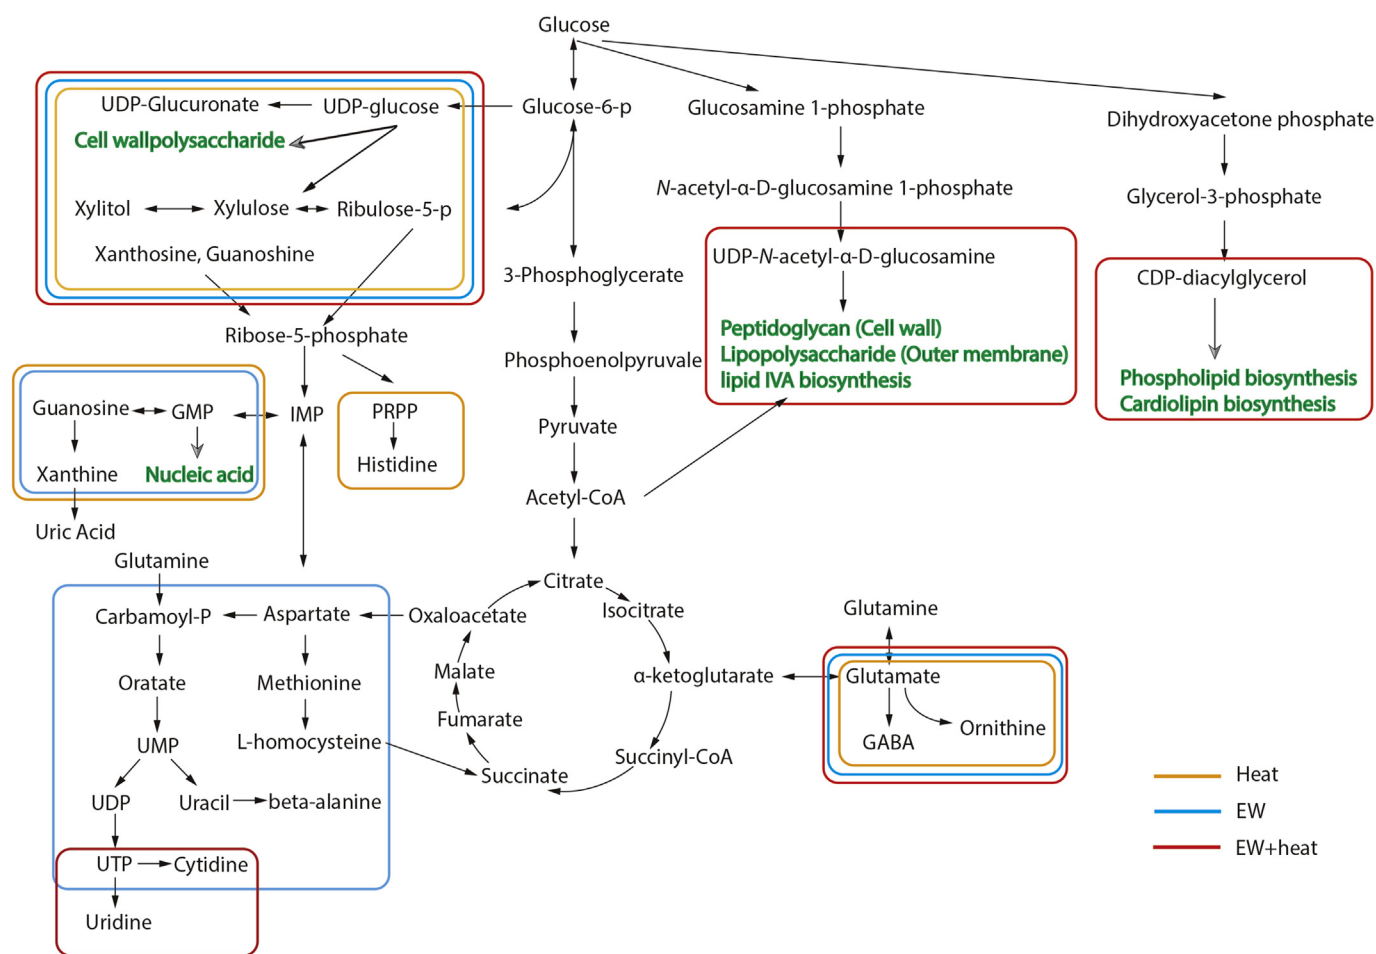 Glucose
UDP-Glucuronate
UDP-glucose
Glucose-6-p
Glucosamine 1-phosphate
Dihydroxyacetone phosphate
Cell wallpolysaccharide
N-acetyl-α-D-glucosamine 1-phosphate
Glycerol-3-phosphate
Xylitol
Xylulose
Ribulose-5-p
Xanthosine, Guanoshine
UDP-N-acetyl-α-D-glucosamine
3-Phosphoglycerate
CDP-diacylglycerol
Ribose-5-phosphate
Peptidoglycan (Cell wall)
Lipopolysaccharide (Outer membrane)
lipid IVA biosynthesis
Phosphoenolpyruvale
Phospholipid biosynthesis
Cardiolipin biosynthesis
Guanosine
GMP
IMP
PRPP
Pyruvate
Histidine
Xanthine
Nucleic acid
Acetyl-CoA
Uric Acid
Glutamine
Citrate
Carbamoyl-P
Aspartate
Oxaloacetate
Isocitrate
Glutamine
Oratate
Methionine
Malate
α-ketoglutarate
Glutamate
Fumarate
Ornithine
UMP
L-homocysteine
GABA
Succinate
Succinyl-CoA
UDP
Uracil
beta-alanine
Heat
EW
EW+heat
UTP
Cytidine
Uridine